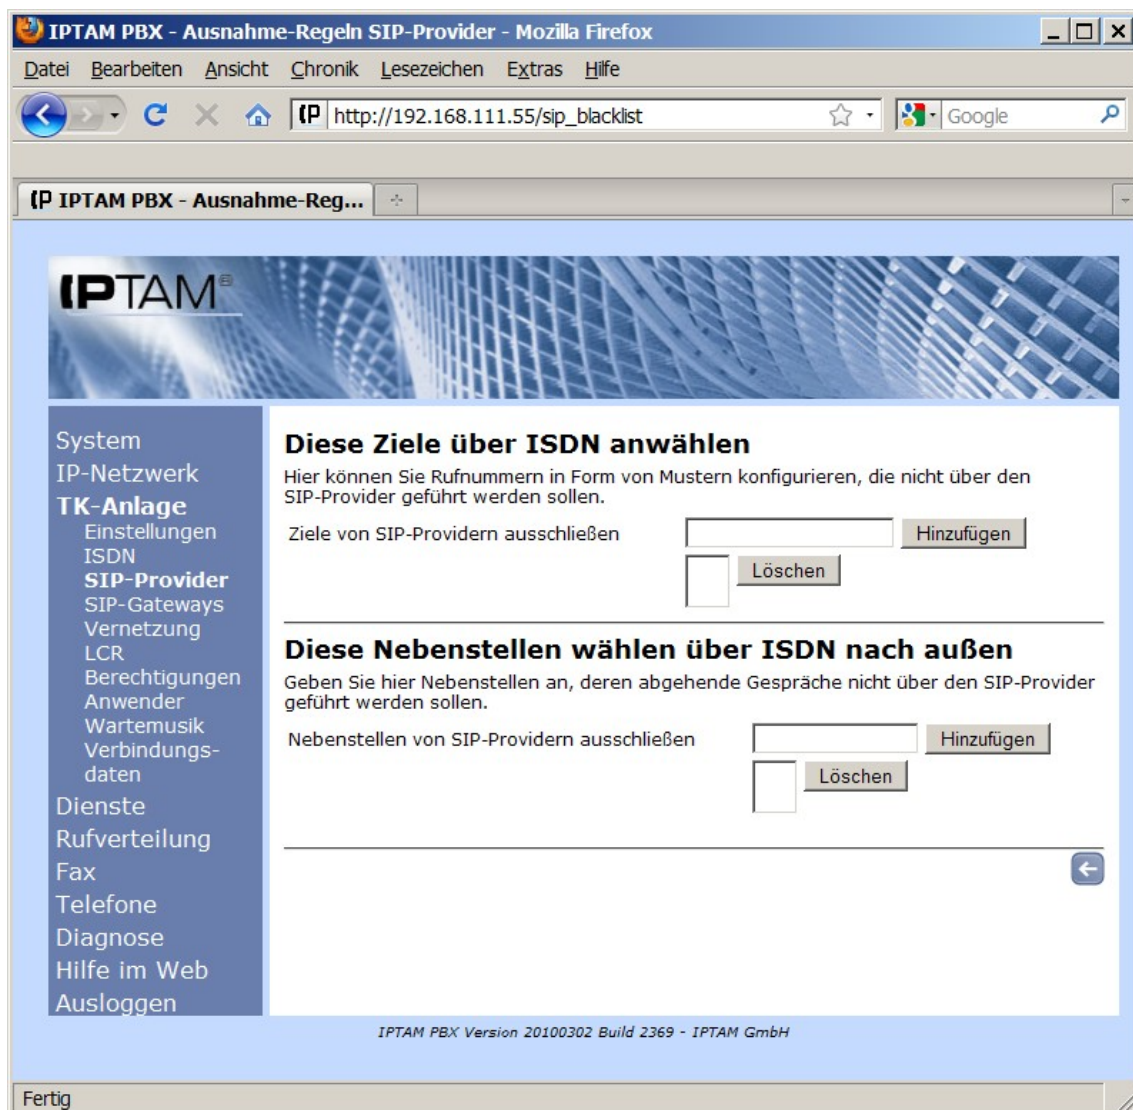 IPTAM PBX - Ausnahme-Regeln SIP-Provider - Mozilla Firefox
Datei Bearbeiten Ansicht Chronik Lesezeichen Extras Hilfe
http://192.168.111.55/sip_blacklist
Google
IPTAM PBX - Ausnahme-Reg...
IPTAM®
System
IP-Netzwerk
TK-Anlage
Einstellungen
ISDN
SIP-Provider
SIP-Gateways
Vernetzung
LCR
Berechtigungen
Anwender
Wartemusik
Verbindungs-
daten
Dienste
Rufverteilung
Fax
Telefone
Diagnose
Hilfe im Web
Ausloggen
Diese Ziele über ISDN anwählen
Hier können Sie Rufnummern in Form von Mustern konfigurieren, die nicht über den
SIP-Provider geführt werden sollen.
Ziele von SIP-Providern ausschließen
Hinzufügen
Löschen
Diese Nebenstellen wählen über ISDN nach außen
Geben Sie hier Nebenstellen an, deren abgehende Gespräche nicht über den SIP-Provider
geführt werden sollen.
Nebenstellen von SIP-Providern ausschließen
Hinzufügen
Löschen
IPTAM PBX Version 20100302 Build 2369 - IPTAM GmbH
Fertig